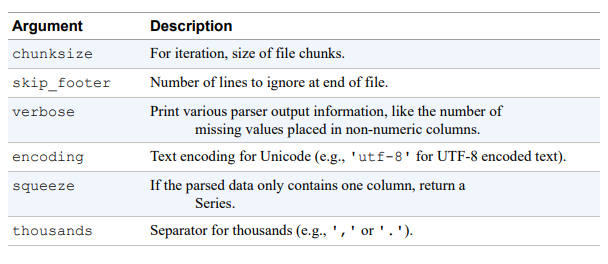 Argument Description
chunksize For iteration, size of file chunks.
skip_footer Number of lines to ignore at end of file.
verbose Print various parser output information, like the number of
missing values placed in non-numeric columns.
encoding Text encoding for Unicode (e.g., 'utf-8' for UTF-8 encoded text).
squeeze If the parsed data only contains one column, return a
Series.
thousands Separator for thousands (e.g., ',' or '.').